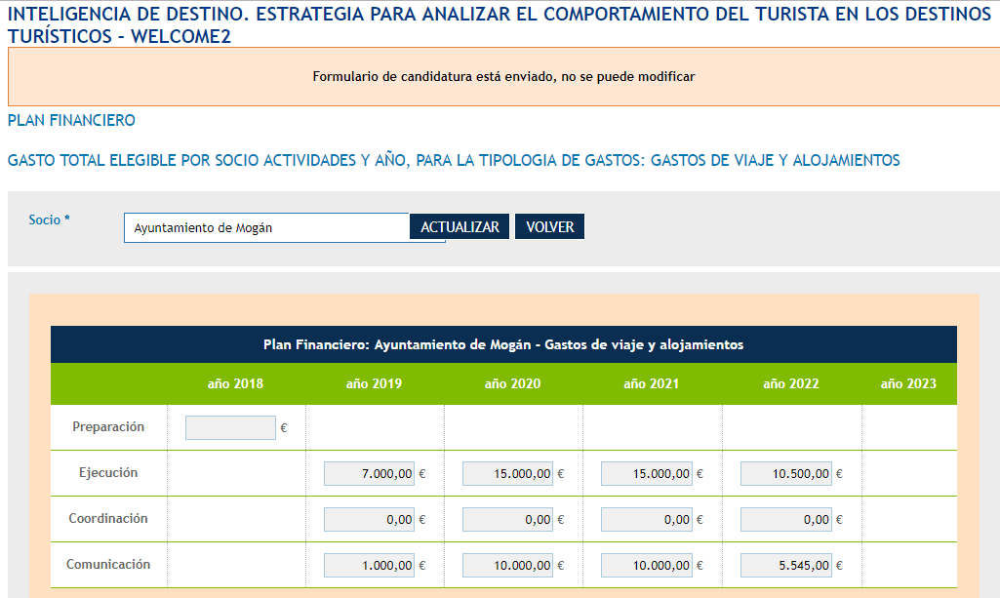 INTELIGENCIA DE DESTINO. ESTRATEGIA PARA ANALIZAR EL COMPORTAMIENTO DEL TURISTA EN LOS DESTINOS
TURÍSTICOS - WELCOME2
Formulario de candidatura está enviado, no se puede modificar
PLAN FINANCIERO
GASTO TOTAL ELEGIBLE POR SOCIO ACTIVIDADES Y AÑO, PARA LA TIPOLOGIA DE GASTOS: GASTOS DE VIAJE Y ALOJAMIENTOS
Socio * Ayuntamiento de Mogán ACTUALIZAR VOLVER
Plan Financiero: Ayuntamiento de Mogán - Gastos de viaje y alojamientos
año 2018 año 2019 año 2020 año 2021 año 2022 año 2023
Preparación €
Ejecución 7.000,00 € 15.000,00 € 15.000,00 € 10.500,00 €
Coordinación 0,00 € 0,00 € 0,00 € 0,00 €
Comunicación 1.000,00 € 10.000,00 € 10.000,00 € 5.545,00 €